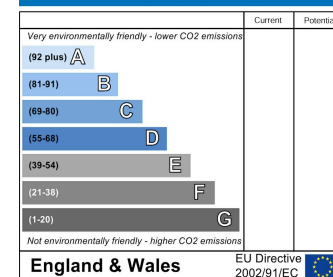 Current Potential
Very environmentally friendly - lower CO2 emissions
(92 plus) A
(81-91) B
(69-80) C
(55-68) D
(39-54) E
(21-38) F
(1-20) G
Not environmentally friendly - higher CO2 emissions
England & Wales
EU Directive
2002/91/EC